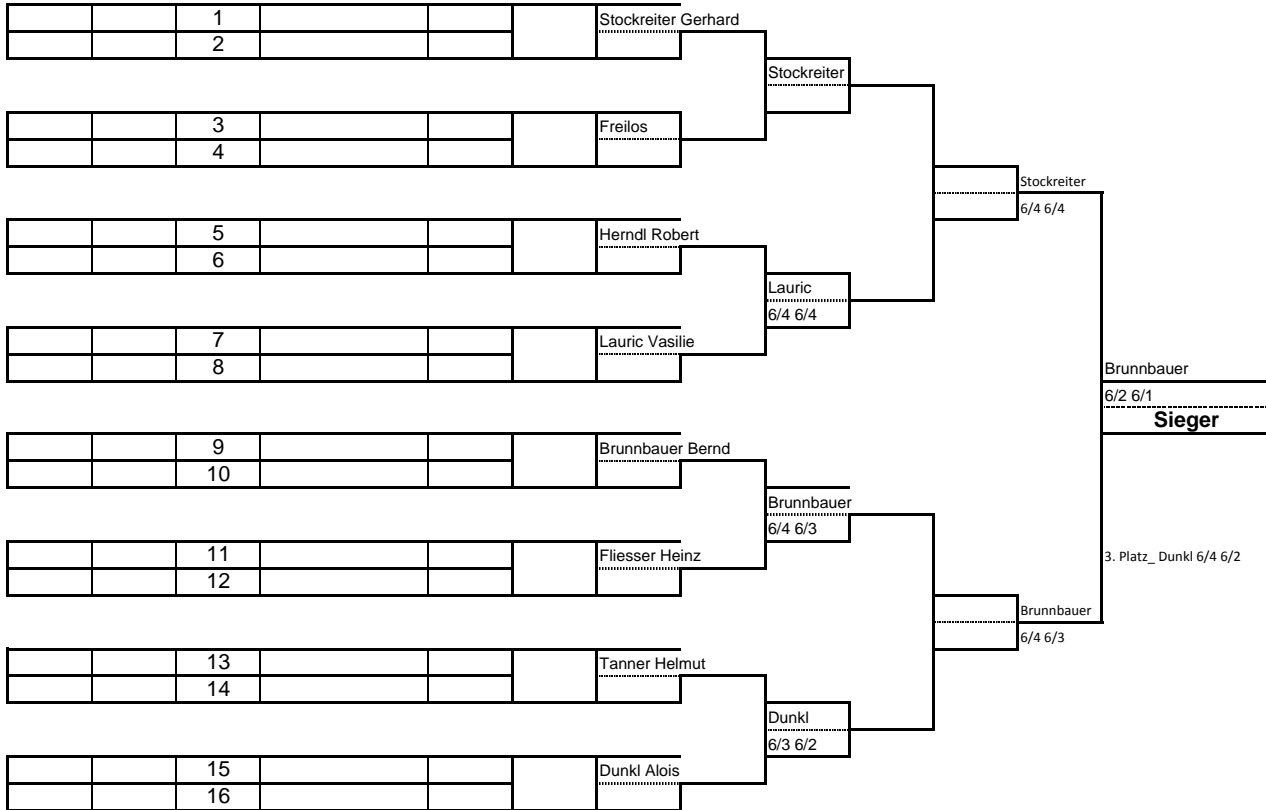 1 Stockreiter Gerhard
2
Stockreiter
3 Freilos
4
Stockreiter
6/4 6/4
5 Herndl Robert
6
Lauric
6/4 6/4
7 Lauric Vasilie
8
Brunnbauer
6/2 6/1
Sieger
9 Brunnbauer Bernd
10
Brunnbauer
6/4 6/3
11 Fliesser Heinz
3. Platz_ Dunkl 6/4 6/2
12
Brunnbauer
6/4 6/3
13 Tanner Helmut
14
Dunkl
6/3 6/2
15 Dunkl Alois
16